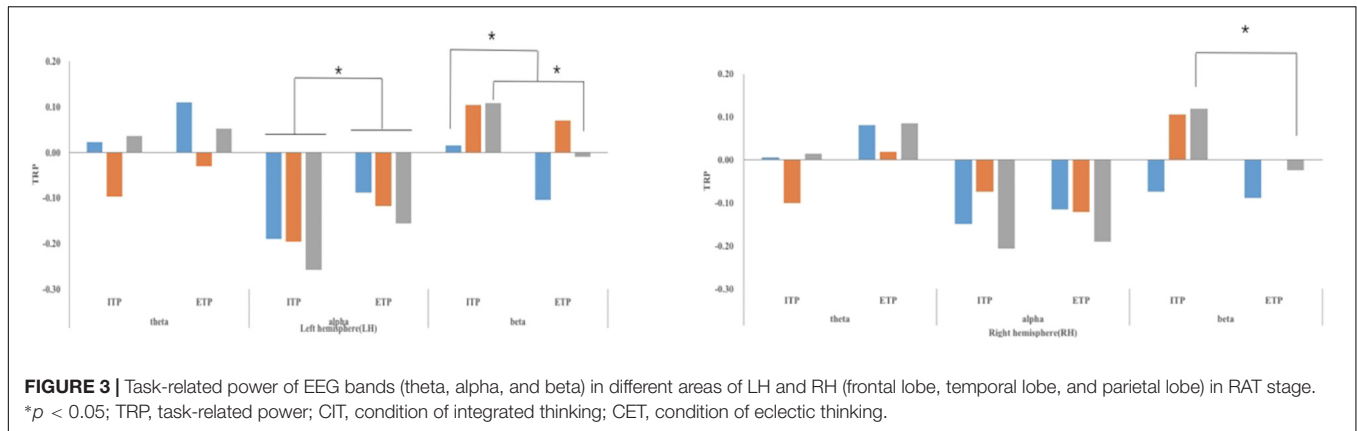 *
*
*
0.20
0.10
0.00
-0.10
-0.20
-0.30
TRP
ITP ETP ITP ETP ITP ETP
theta alpha beta
Left hemisphere(LH)
*
0.20
0.10
0.00
-0.10
-0.20
-0.30
TRP
ITP ETP ITP ETP ITP ETP
theta alpha beta
Right hemisphere(RH)
FIGURE 3 | Task-related power of EEG bands (theta, alpha, and beta) in different areas of LH and RH (frontal lobe, temporal lobe, and parietal lobe) in RAT stage.
*p < 0.05; TRP, task-related power; CIT, condition of integrated thinking; CET, condition of eclectic thinking.